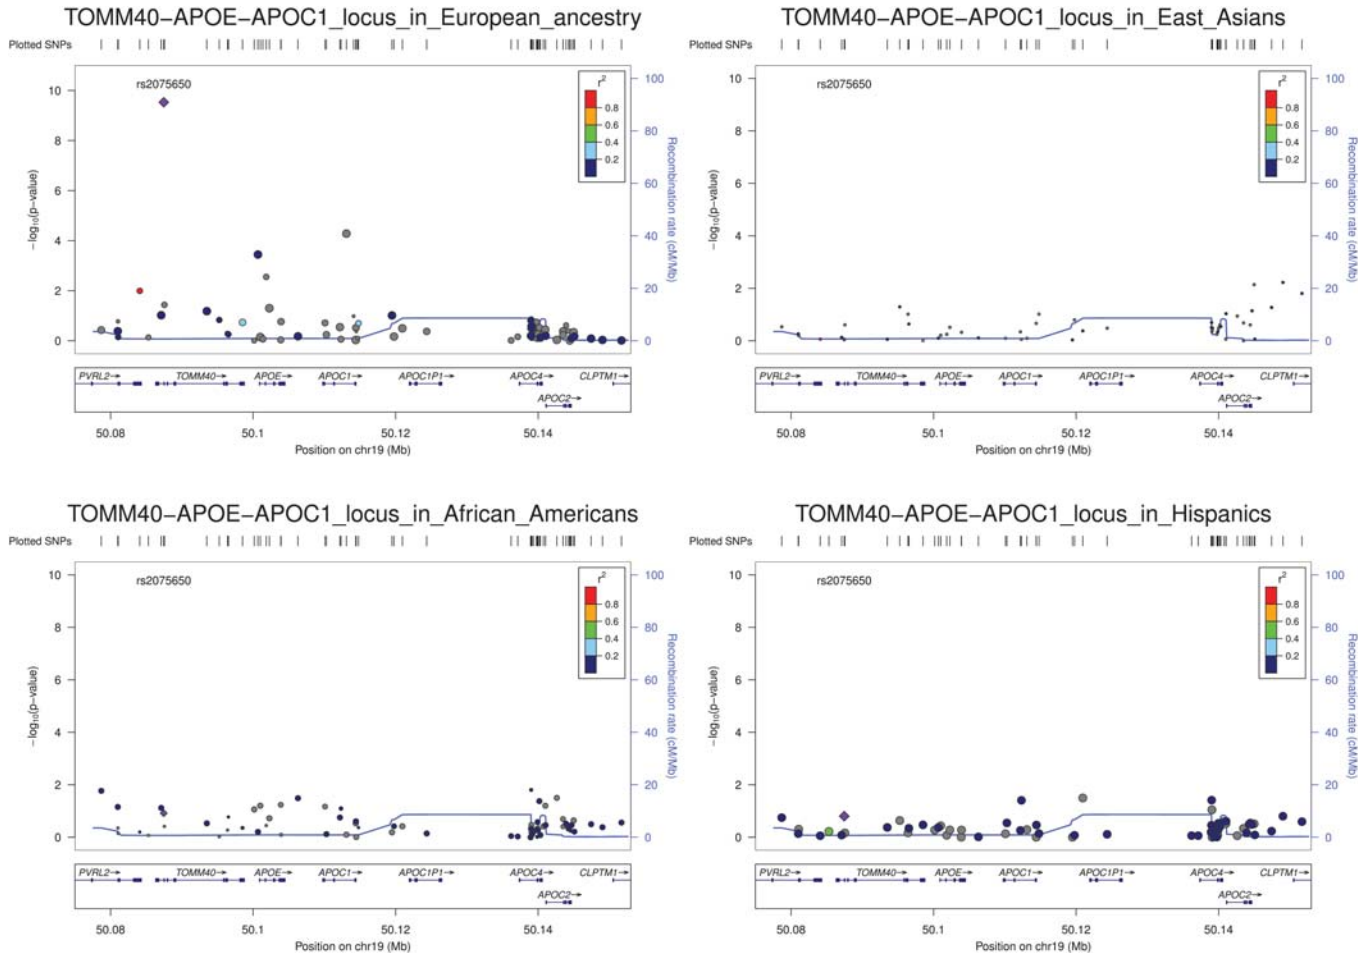 TOMM40−APOE−APOC1_locus_in_European_ancestry
Plotted SNPs
rs2075650
r2
0.8
0.6
0.4
0.2
10
8
6
4
2
0
−log10(p−value)
100
80
60
40
20
0
Recombination rate (cM/Mb)
PVRL2→
TOMM40→
APOE→
APOC1→
APOC1P1→
APOC4→
CLPTM1→
APOC2→
50.08
50.1
50.12
50.14
Position on chr19 (Mb)
TOMM40−APOE−APOC1_locus_in_East_Asians
Plotted SNPs
rs2075650
r2
0.8
0.6
0.4
0.2
10
8
6
4
2
0
−log10(p−value)
100
80
60
40
20
0
Recombination rate (cM/Mb)
PVRL2→
TOMM40→
APOE→
APOC1→
APOC1P1→
APOC4→
CLPTM1→
APOC2→
50.08
50.1
50.12
50.14
Position on chr19 (Mb)
TOMM40−APOE−APOC1_locus_in_African_Americans
Plotted SNPs
rs2075650
r2
0.8
0.6
0.4
0.2
10
8
6
4
2
0
−log10(p−value)
100
80
60
40
20
0
Recombination rate (cM/Mb)
PVRL2→
TOMM40→
APOE→
APOC1→
APOC1P1→
APOC4→
CLPTM1→
APOC2→
50.08
50.1
50.12
50.14
Position on chr19 (Mb)
TOMM40−APOE−APOC1_locus_in_Hispanics
Plotted SNPs
rs2075650
r2
0.8
0.6
0.4
0.2
10
8
6
4
2
0
−log10(p−value)
100
80
60
40
20
0
Recombination rate (cM/Mb)
PVRL2→
TOMM40→
APOE→
APOC1→
APOC1P1→
APOC4→
CLPTM1→
APOC2→
50.08
50.1
50.12
50.14
Position on chr19 (Mb)